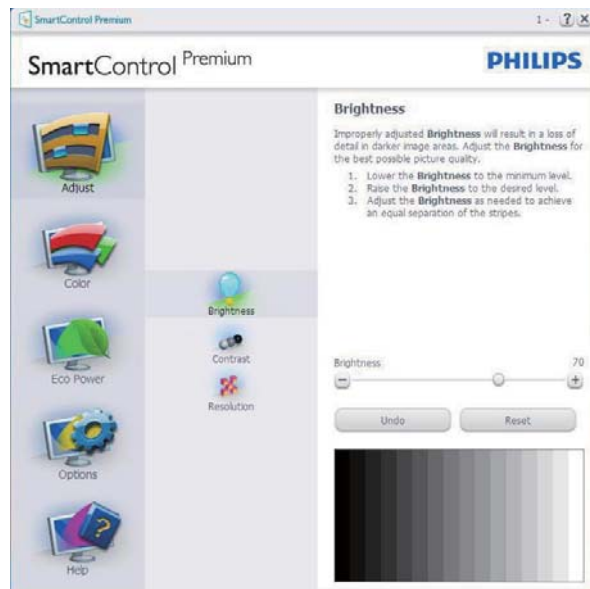 SmartControl Premium
1 - ? X
SmartControl Premium
PHILIPS
Adjust
Color
Eco Power
Options
Help
Brightness
Contrast
Resolution
Brightness
Improperly adjusted Brightness will result in a loss of
detail in darker image areas. Adjust the Brightness for
the best possible picture quality.
1. Lower the Brightness to the minimum level.
2. Raise the Brightness to the desired level.
3. Adjust the Brightness as needed to achieve
an equal separation of the stripes.
Brightness 70
Undo Reset